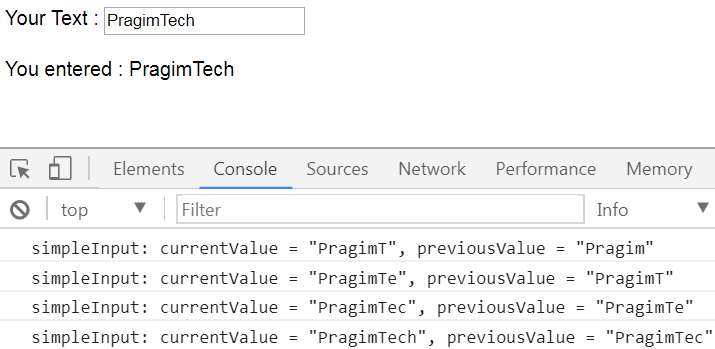 Your Text : PragimTech
You entered : PragimTech
Elements Console Sources Network Performance Memory
top Filter Info
simpleInput: currentValue = "PragimT", previousValue = "Pragim"
simpleInput: currentValue = "PragimTe", previousValue = "PragimT"
simpleInput: currentValue = "PragimTec", previousValue = "PragimTe"
simpleInput: currentValue = "PragimTech", previousValue = "PragimTec"